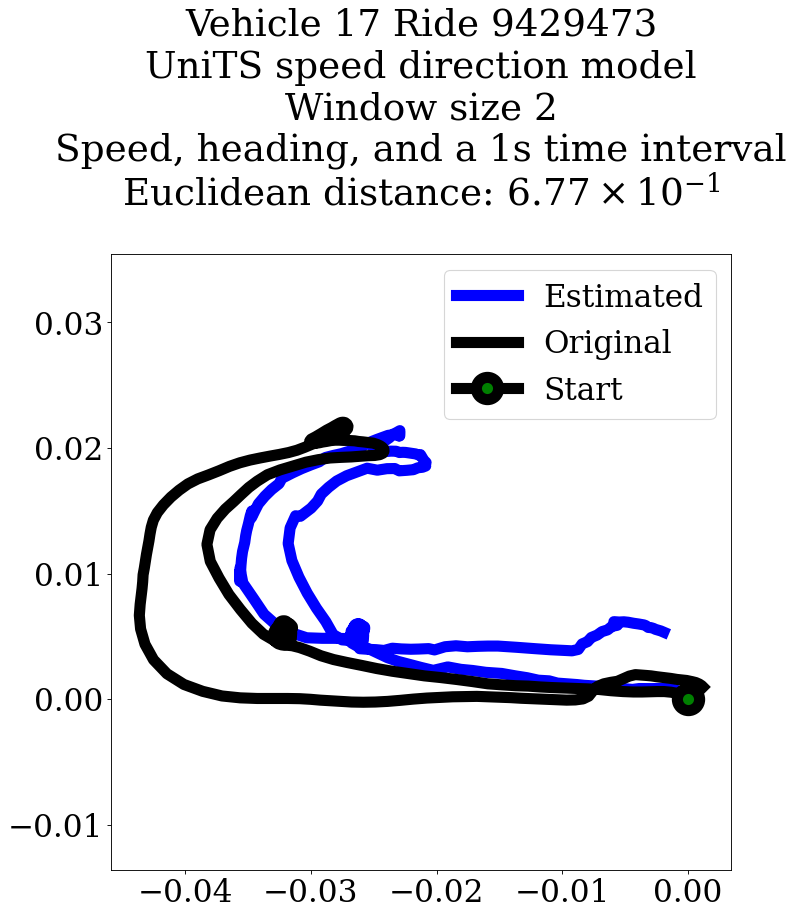 Vehicle 17 Ride 9429473
UniTS speed direction model
Window size 2
Speed, heading, and a 1s time interval
Euclidean distance: 6.77 × 10⁻¹
Estimated
Original
Start
0.03
0.02
0.01
0.00
−0.01
−0.04 −0.03 −0.02 −0.01 0.00